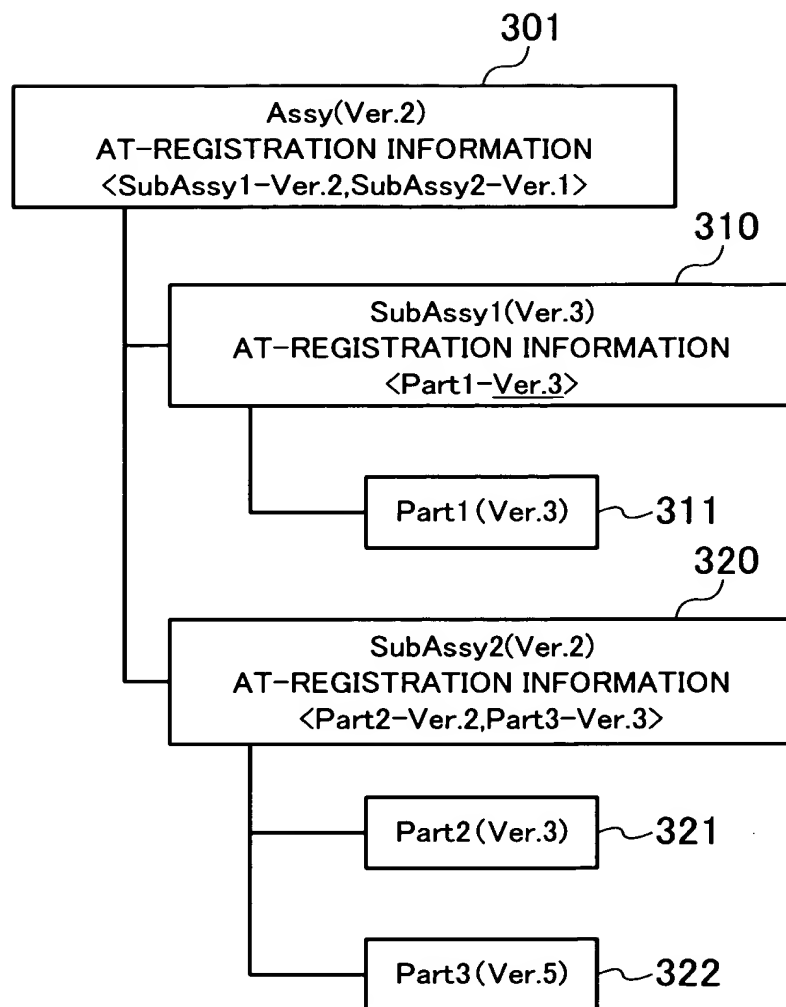 301
Assy(Ver.2)
AT-REGISTRATION INFORMATION
<SubAssy1-Ver.2,SubAssy2-Ver.1>
310
SubAssy1(Ver.3)
AT-REGISTRATION INFORMATION
<Part1-Ver.3>
Part1(Ver.3) 311
320
SubAssy2(Ver.2)
AT-REGISTRATION INFORMATION
<Part2-Ver.2,Part3-Ver.3>
Part2(Ver.3) 321
Part3(Ver.5) 322